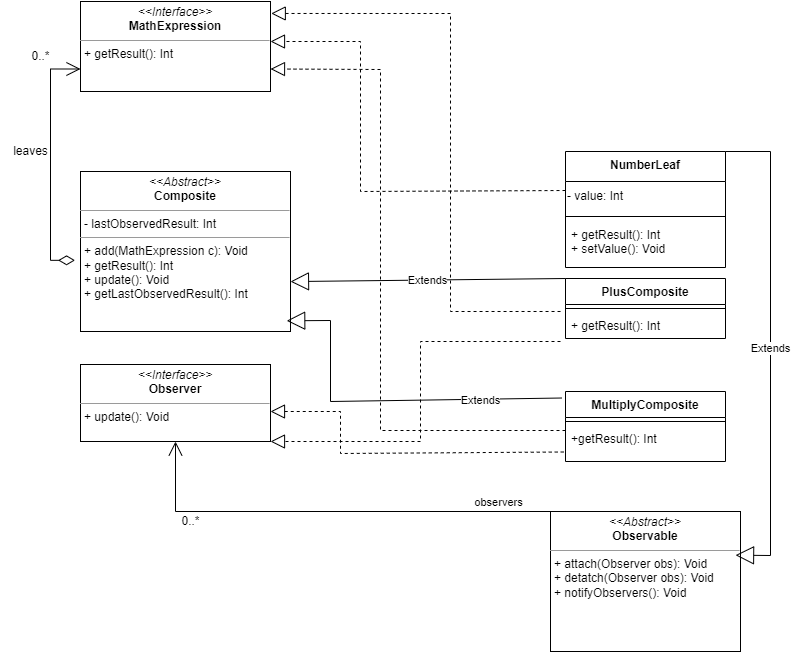 <<Interface>>
MathExpression
+ getResult(): Int
0..*
leaves
<<Abstract>>
Composite
- lastObservedResult: Int
+ add(MathExpression c): Void
+ getResult(): Int
+ update(): Void
+ getLastObservedResult(): Int
NumberLeaf
- value: Int
+ getResult(): Int
+ setValue(): Void
Extends
PlusComposite
+ getResult(): Int
Extends
<<Interface>>
Observer
+ update(): Void
Extends
MultiplyComposite
+getResult(): Int
observers
0..*
<<Abstract>>
Observable
+ attach(Observer obs): Void
+ detatch(Observer obs): Void
+ notifyObservers(): Void